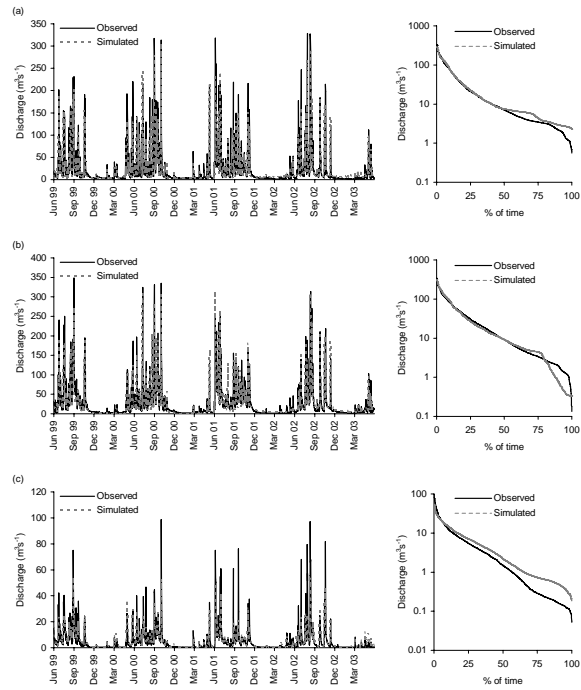 (a)
Discharge (m³s⁻¹)
350
300
250
200
150
100
50
0
Observed
Simulated
Jun 99
Sep 99
Dec 99
Mar 00
Jun 00
Sep 00
Dec 00
Mar 01
Jun 01
Sep 01
Dec 01
Mar 02
Jun 02
Sep 02
Dec 02
Mar 03
Discharge (m³s⁻¹)
1000
100
10
1
0.1
Observed
Simulated
0
25
50
75
100
% of time
(b)
Discharge (m³s⁻¹)
400
350
300
250
200
150
100
50
0
Observed
Simulated
Jun 99
Sep 99
Dec 99
Mar 00
Jun 00
Sep 00
Dec 00
Mar 01
Jun 01
Sep 01
Dec 01
Mar 02
Jun 02
Sep 02
Dec 02
Mar 03
Discharge (m³s⁻¹)
1000
100
10
1
0.1
Observed
Simulated
0
25
50
75
100
% of time
(c)
Discharge (m³s⁻¹)
120
100
80
60
40
20
0
Observed
Simulated
Jun 99
Sep 99
Dec 99
Mar 00
Jun 00
Sep 00
Dec 00
Mar 01
Jun 01
Sep 01
Dec 01
Mar 02
Jun 02
Sep 02
Dec 02
Mar 03
Discharge (m³s⁻¹)
100
10
1
0.1
0.01
Observed
Simulated
0
25
50
75
100
% of time